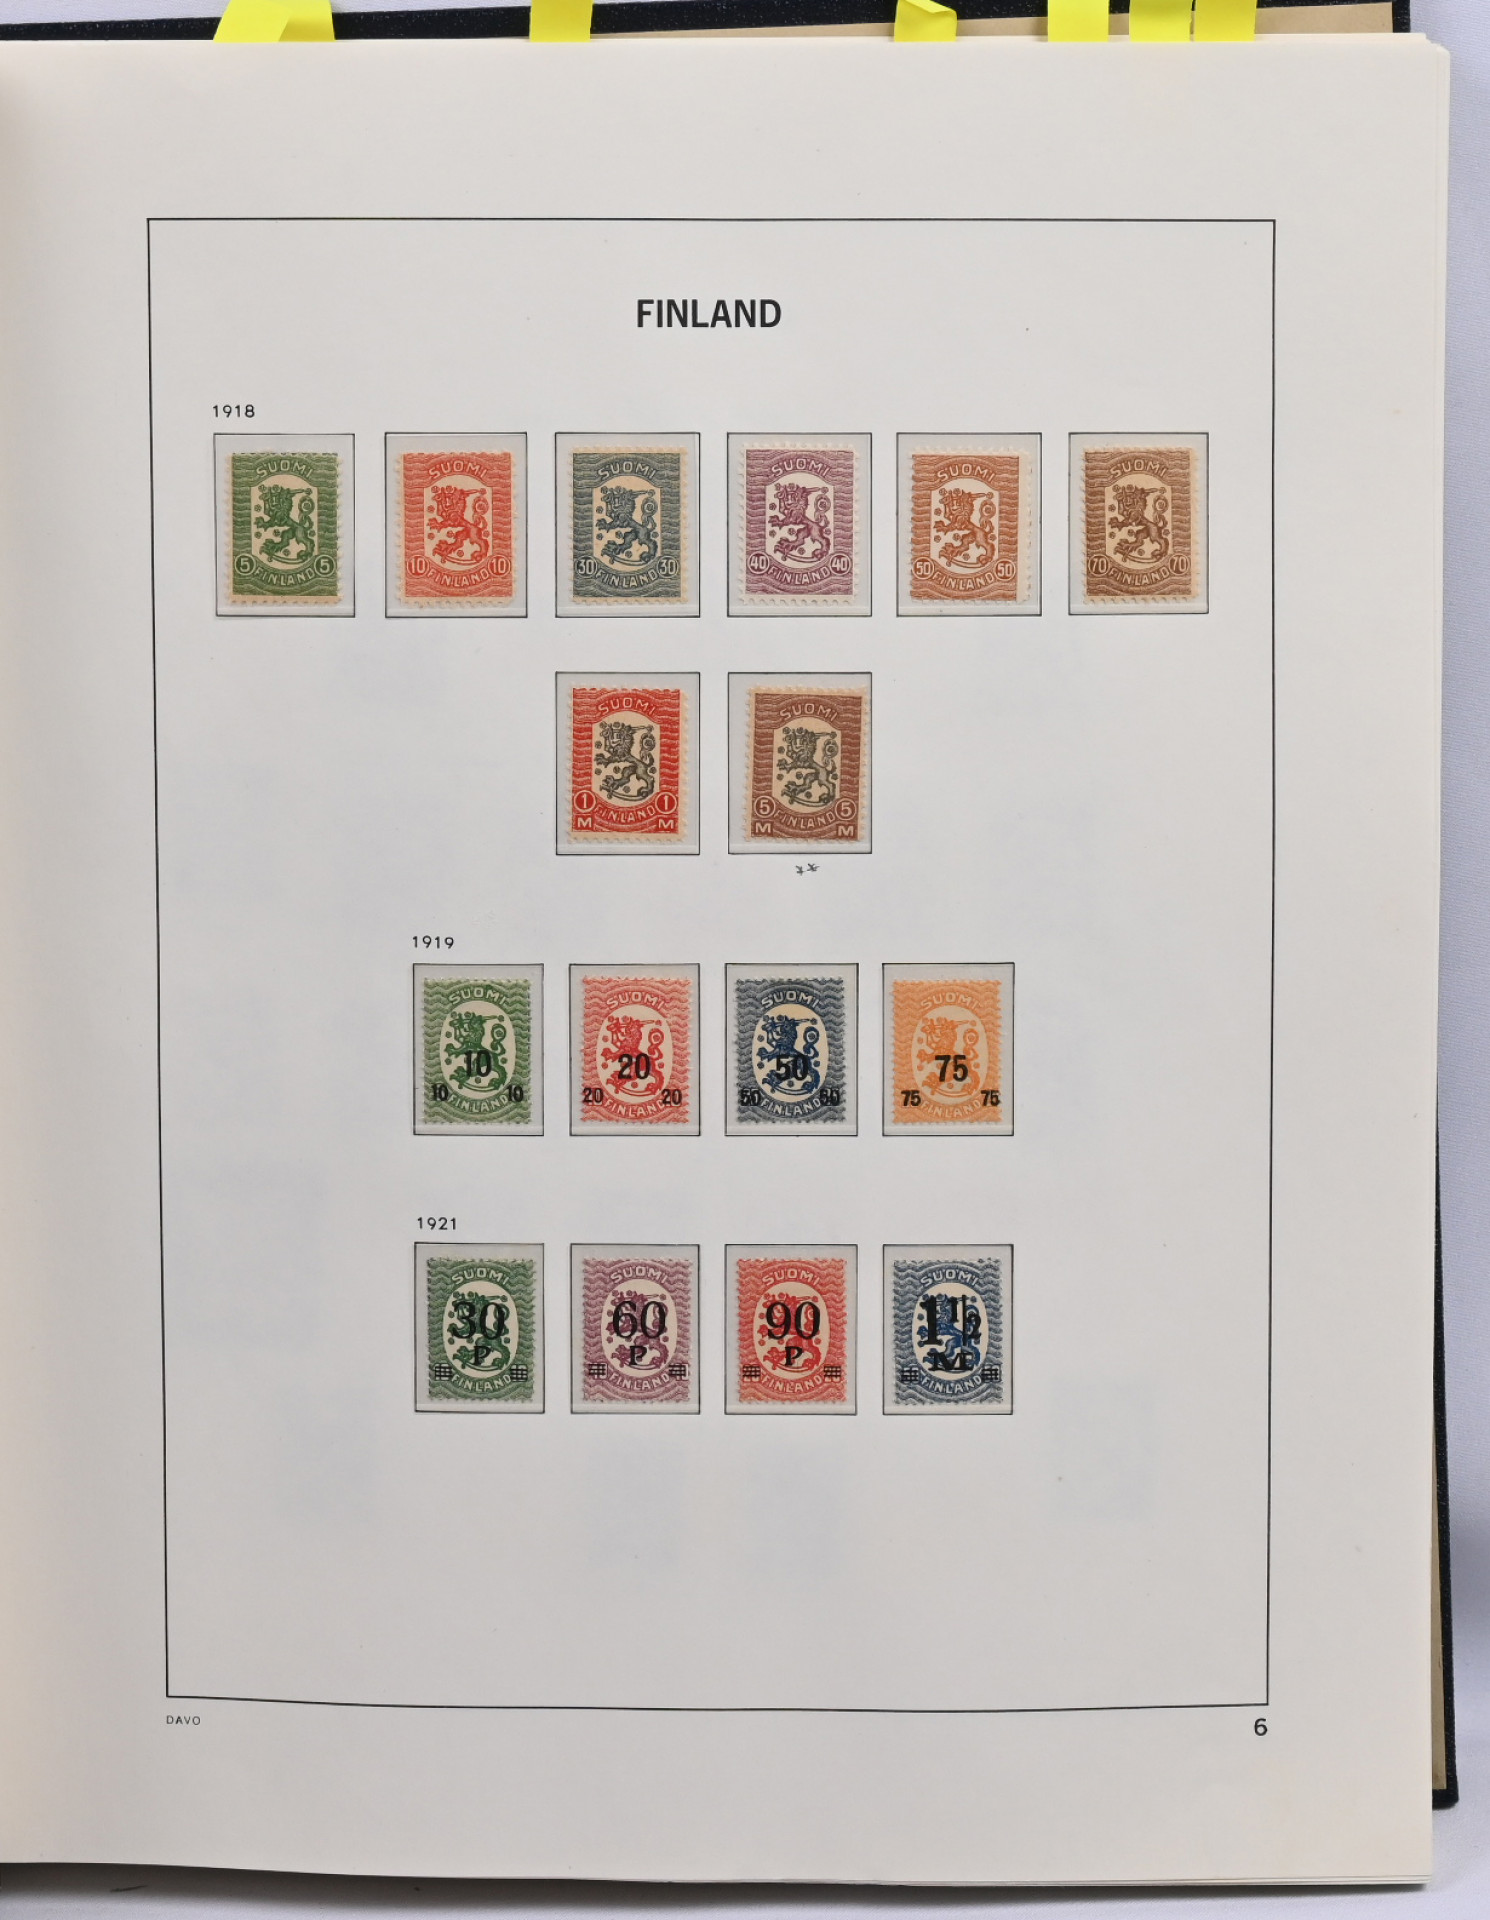 FINLAND
1918
SUOMI SUOMI SUOMI SUOMI SUOMI SUOMI
5 5 10 10 30 30 40 40 50 50 70 70
FINLAND FINLAND FINLAND FINLAND FINLAND FINLAND
SUOMI SUOMI
1 1 5 5
FINLAND FINLAND
M M M M
**
1919
SUOMI SUOMI SUOMI SUOMI
10 20 50 75
10 10 20 20 50 50 75 75
FINLAND FINLAND FINLAND FINLAND
1921
SUOMI SUOMI SUOMI SUOMI
30 60 90 1 1/2
P P P M
FINLAND FINLAND FINLAND FINLAND
DAVO
6